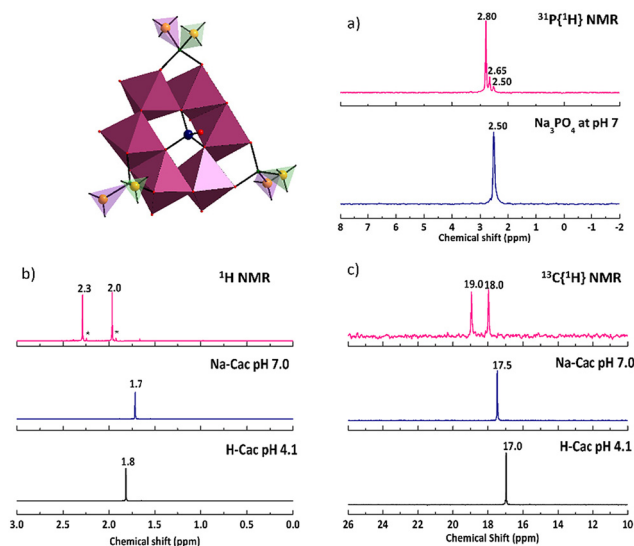 a)
³¹P{¹H} NMR
2.80
2.65
2.50
Na₃PO₄ at pH 7
2.50
8 7 6 5 4 3 2 1 0 -1 -2
Chemical shift (ppm)
b)
¹H NMR
2.3
2.0
*
*
Na-Cac pH 7.0
1.7
H-Cac pH 4.1
1.8
3.0 2.5 2.0 1.5 1.0 0.5 0.0
Chemical shift (ppm)
c)
¹³C{¹H} NMR
19.0
18.0
Na-Cac pH 7.0
17.5
H-Cac pH 4.1
17.0
26 24 22 20 18 16 14 12 10
Chemical shift (ppm)